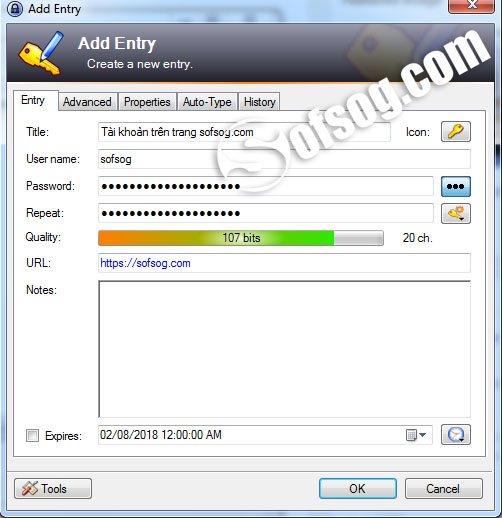 Add Entry
Add Entry
Create a new entry.
Sofsog.com
Entry Advanced Properties Auto-Type History
Title: Tài khoản trên trang sofsog.com Icon:
User name: sofsog
Password: ●●●●●●●●●●●●●●●●●●●● ●●●
Repeat: ●●●●●●●●●●●●●●●●●●●●
Quality: 107 bits 20 ch.
URL: https://sofsog.com
Notes:
Expires: 02/08/2018 12:00:00 AM
Tools OK Cancel